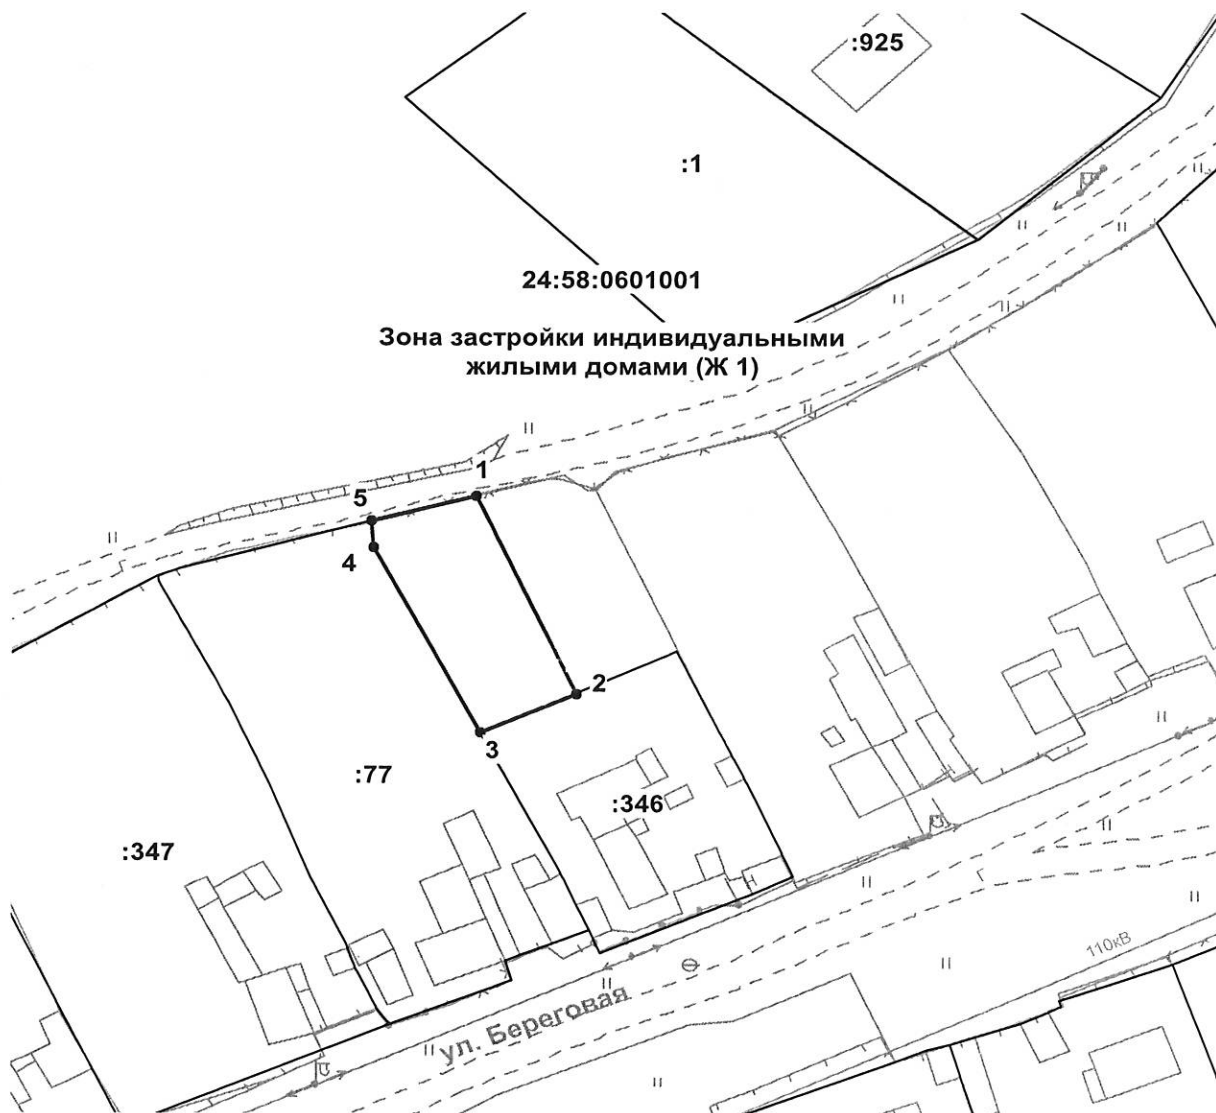 :925
:1
24:58:0601001
Зона застройки индивидуальными
жилыми домами (Ж 1)
1
5
4
2
3
:77
:346
:347
110кВ
ул. Береговая